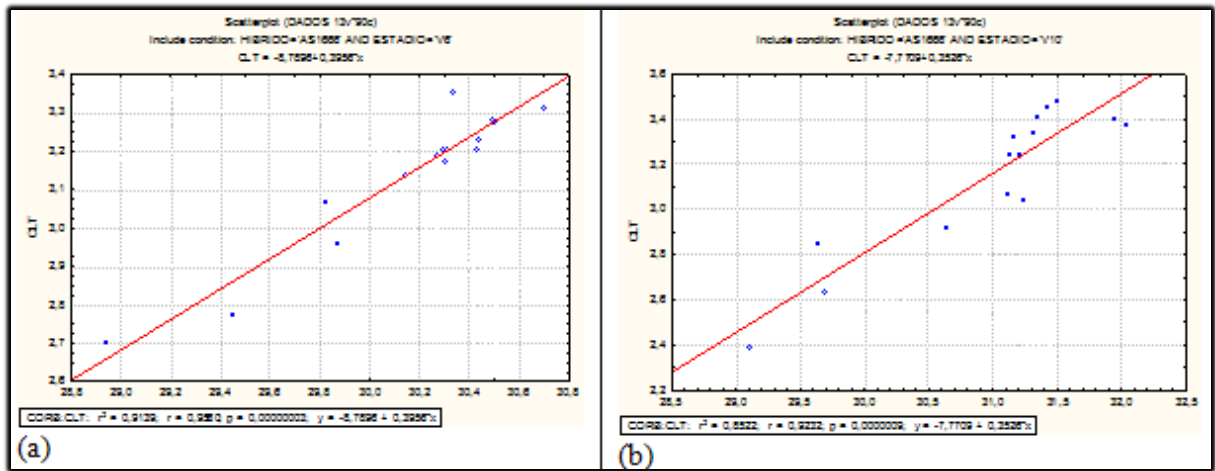 Scatterplot (DADOS 13v*90c)
Include condition: HIBRIDO='AS1666' AND ESTADIO='V6'
CLT = -8,7896+0,3956*x
3,4
3,3
3,2
3,1
3,0
2,9
2,8
2,7
2,6
CLT
28,8 29,0 29,2 29,4 29,6 29,8 30,0 30,2 30,4 30,6 30,8
CORB:CLT: r² = 0,9139; r = 0,9560; p = y = -8,7896 + 0,3956*x
(a)
Scatterplot (DADOS 13v*90c)
Include condition: HIBRIDO='AS1666' AND ESTADIO='V10'
CLT = -7,7709+0,3526*x
3,6
3,4
3,2
3,0
2,8
2,6
2,4
2,2
CLT
28,5 29,0 29,5 30,0 30,5 31,0 31,5 32,0 32,5
CORB:CLT: r² = 0,8522; r = 0,9232; p = 0,0000009; y = -7,7709 + 0,3526*x
(b)